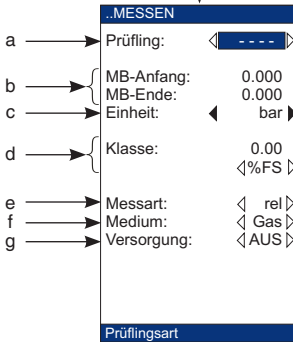 ..MESSEN
a Prüfling: - - - -
b MB-Anfang: 0.000
MB-Ende: 0.000
c Einheit: bar
d Klasse: 0.00
%FS
e Messart: rel
f Medium: Gas
g Versorgung: AUS
Prüflingsart